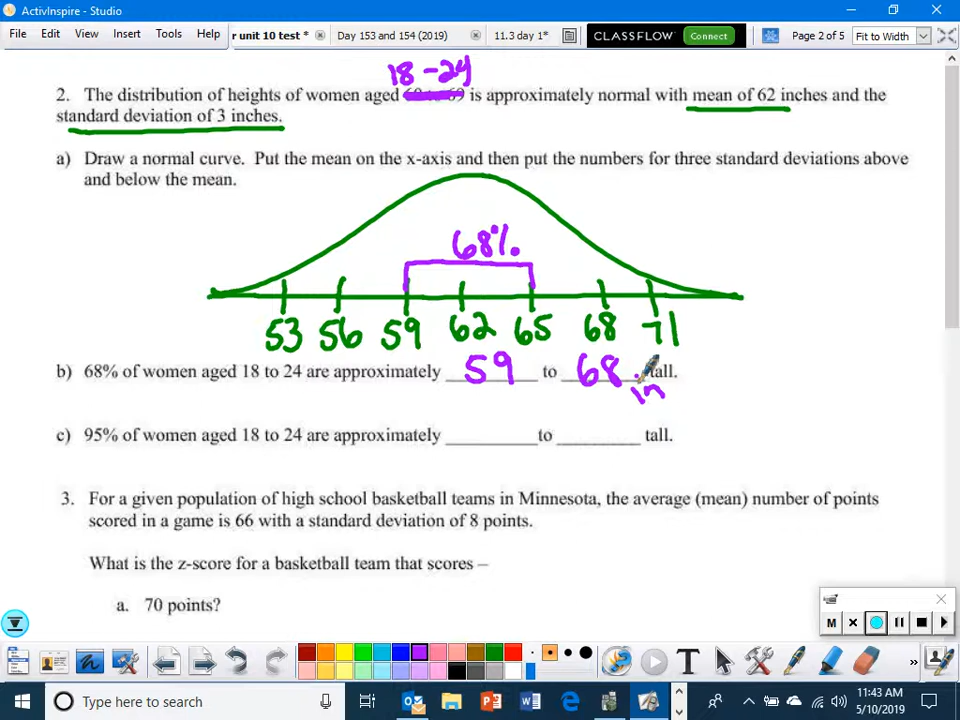 ActivInspire - Studio
File Edit View Insert Tools Help
r unit 10 test *
Day 153 and 154 (2019)
11.3 day 1*
CLASSFLOW Connect
Page 2 of 5
Fit to Width
18-24
2. The distribution of heights of women aged is approximately normal with mean of 62 inches and the
standard deviation of 3 inches.
a) Draw a normal curve. Put the mean on the x-axis and then put the numbers for three standard deviations above
and below the mean.
68%
53 56 59 62 65 68 71
b) 68% of women aged 18 to 24 are approximately 59 to 68 in tall.
c) 95% of women aged 18 to 24 are approximately ________ to ________ tall.
3. For a given population of high school basketball teams in Minnesota, the average (mean) number of points
scored in a game is 66 with a standard deviation of 8 points.
What is the z-score for a basketball team that scores –
a. 70 points?
M
T
»
Type here to search
11:43 AM
5/10/2019